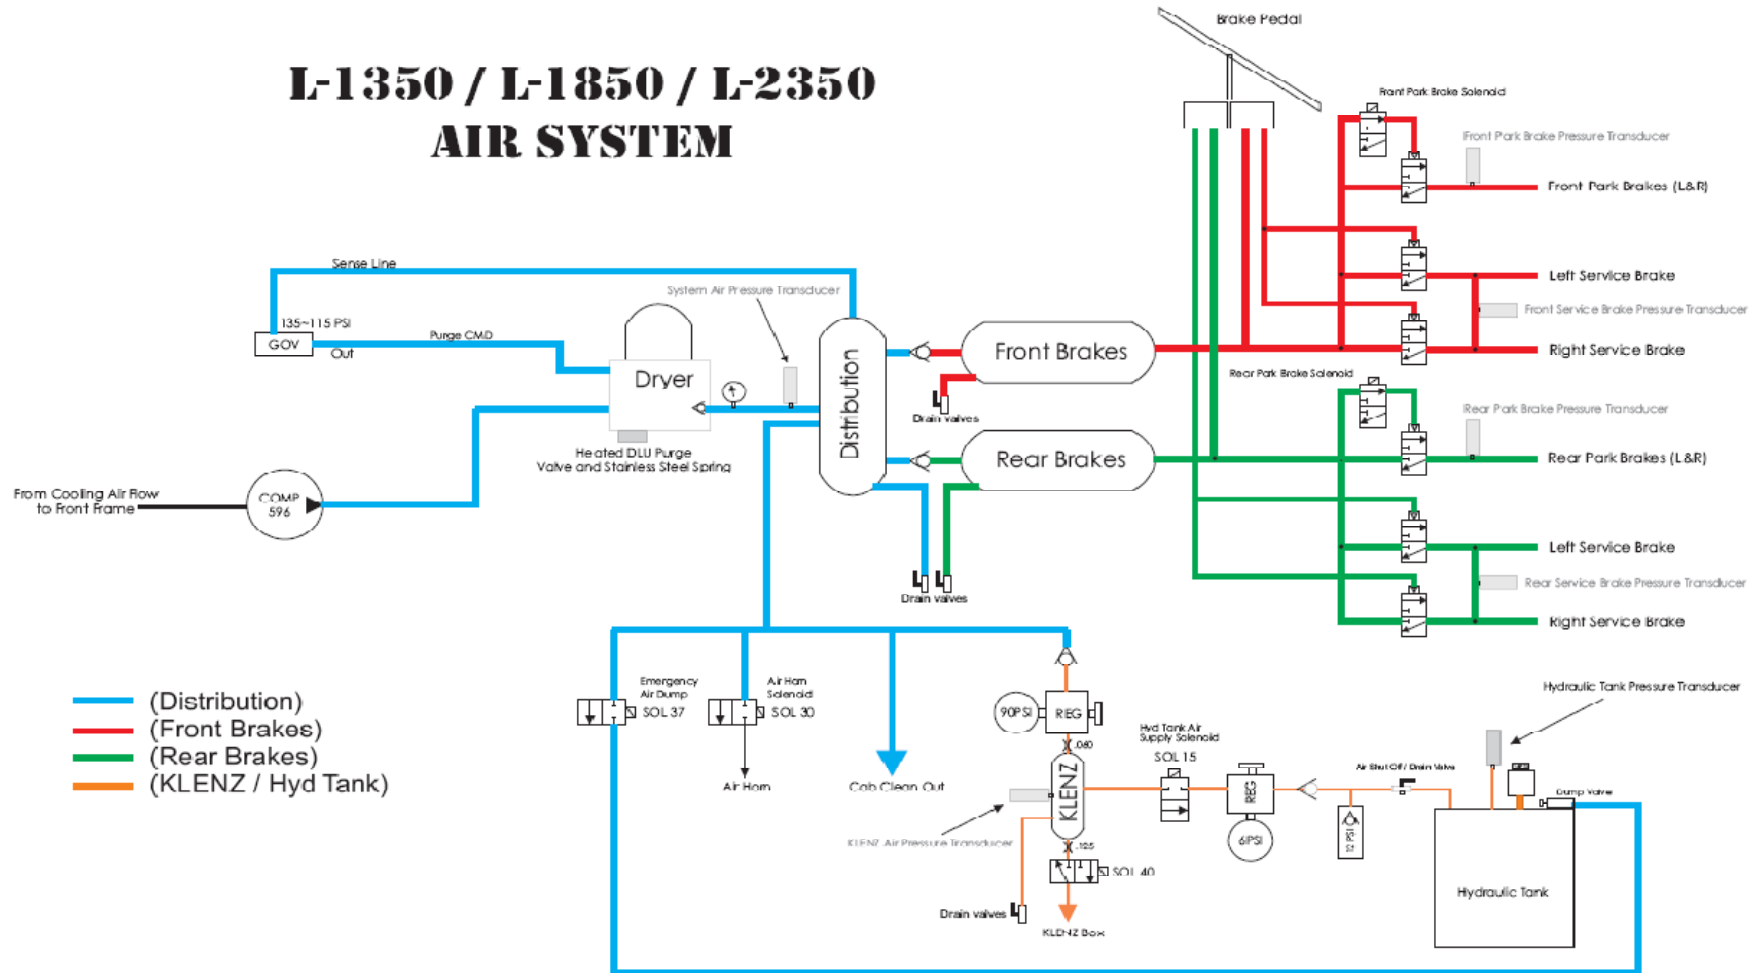 Brake Pedal
L-1350 / L-1850 / L-2350
AIR SYSTEM
Front Park Brake Solenoid
Front Park Brake Pressure Transducer
Front Park Brakes (L&R)
Left Service Brake
Front Service Brake Pressure Transducer
Right Service Brake
Sense Line
System Air Pressure Transducer
135~115 PSI
GOV
Out
Purge CMD
Dryer
Distribution
Front Brakes
Drain valves
Heated DLU Purge
Valve and Stainless Steel Spring
Rear Brakes
Rear Park Brake Solenoid
Rear Park Brake Pressure Transducer
Rear Park Brakes (L&R)
From Cooling Air Flow
to Front Frame
COMP
596
Drain valves
Left Service Brake
Rear Service Brake Pressure Transducer
Right Service Brake
(Distribution)
(Front Brakes)
(Rear Brakes)
(KLENZ / Hyd Tank)
Emergency
Air Dump
SOL 37
Air Horn
Solenoid
SOL 30
Air Horn
Cab Clean Out
90PSI
REG
.060
KLENZ
KLENZ Air Pressure Transducer
.125
SOL 40
Drain valves
KLENZ Box
Hyd Tank Air
Supply Solenoid
SOL 15
REG
6PSI
12 PSI
Air Shut Off / Drain Valve
Hydraulic Tank Pressure Transducer
Dump Valve
Hydraulic Tank